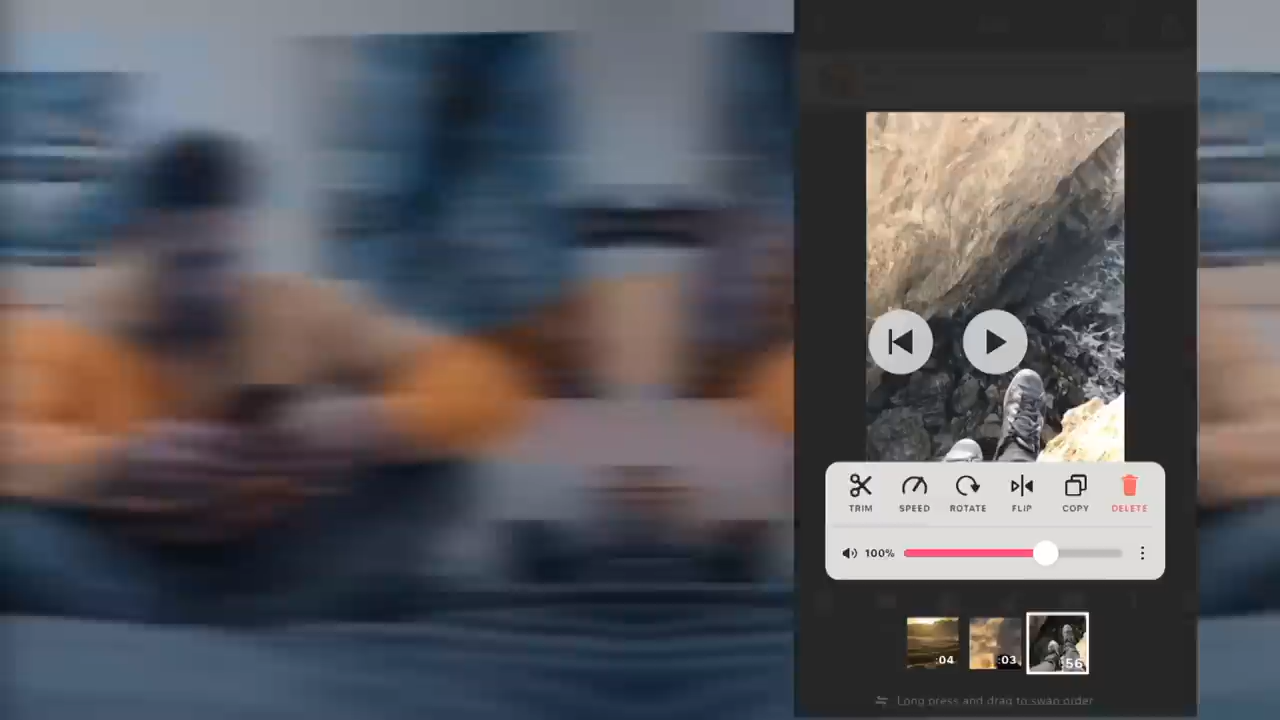 TRIM SPEED ROTATE FLIP COPY DELETE
100%
:04 :03 :56
Long press and drag to swap order